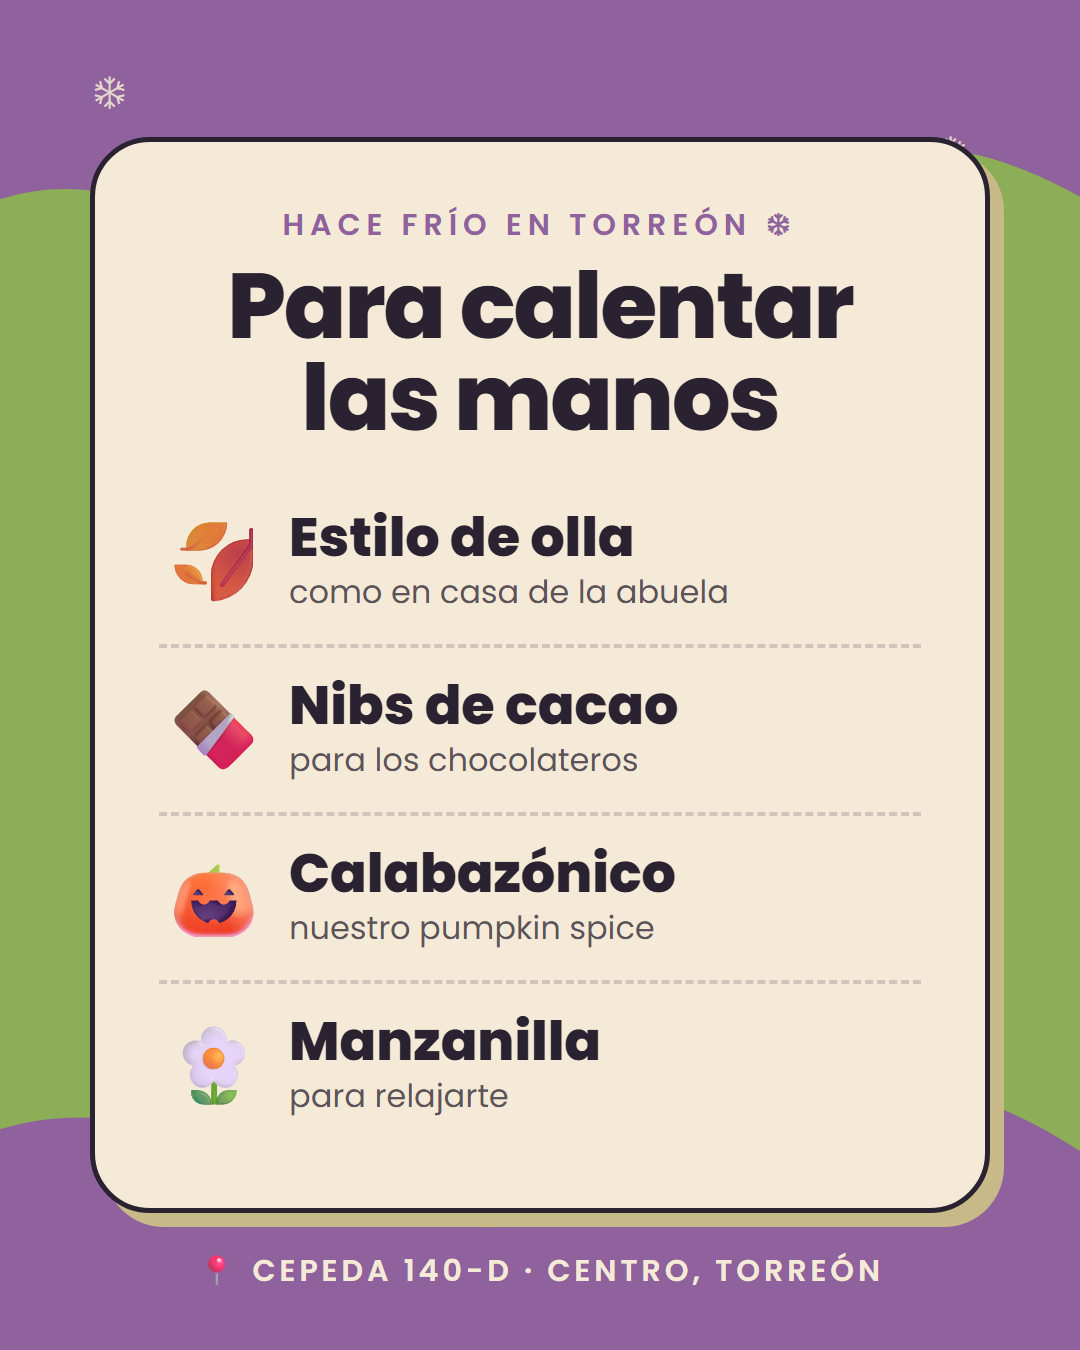 HACE FRÍO EN TORREÓN ❄
Para calentar
las manos
Estilo de olla
como en casa de la abuela
Nibs de cacao
para los chocolateros
Calabazónico
nuestro pumpkin spice
Manzanilla
para relajarte
📍 CEPEDA 140-D · CENTRO, TORREÓN